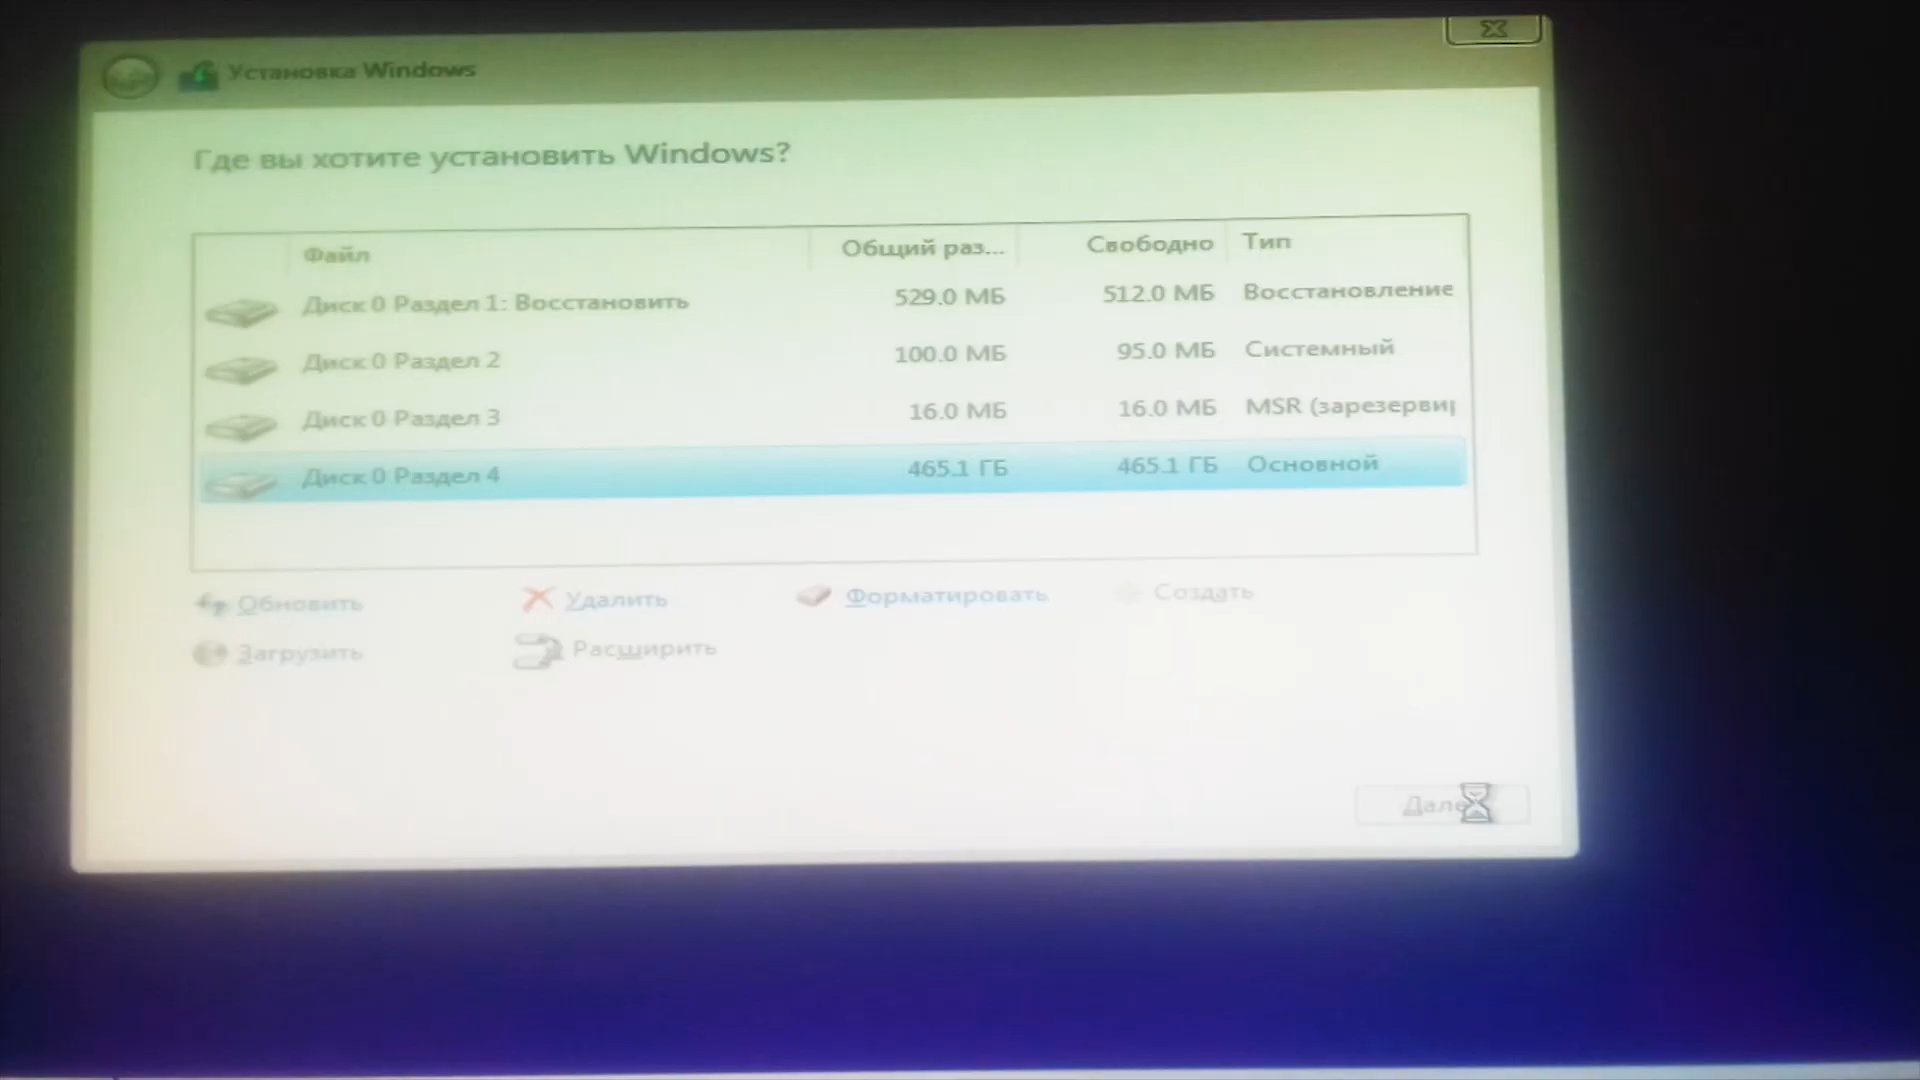 Установка Windows
Где вы хотите установить Windows?
Файл Общий раз... Свободно Тип
Диск 0 Раздел 1: Восстановить 529.0 МБ 512.0 МБ Восстановление
Диск 0 Раздел 2 100.0 МБ 95.0 МБ Системный
Диск 0 Раздел 3 16.0 МБ 16.0 МБ MSR (зарезерви
Диск 0 Раздел 4 465.1 ГБ 465.1 ГБ Основной
Обновить Удалить Форматировать Создать
Загрузить Расширить
Дале